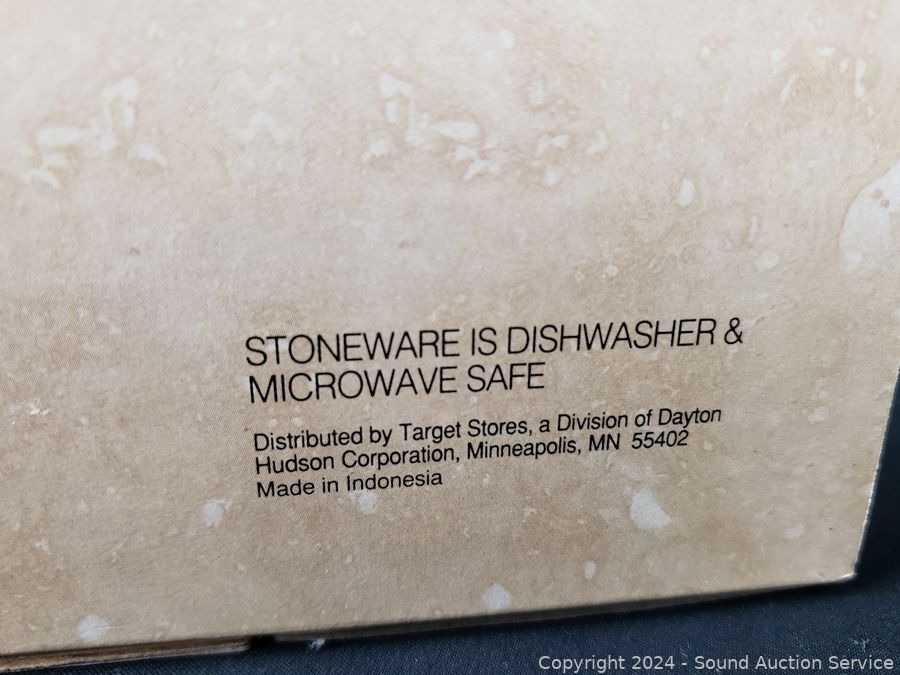 STONEWARE IS DISHWASHER &
MICROWAVE SAFE
Distributed by Target Stores, a Division of Dayton
Hudson Corporation, Minneapolis, MN 55402
Made in Indonesia
Copyright 2024 - Sound Auction Service